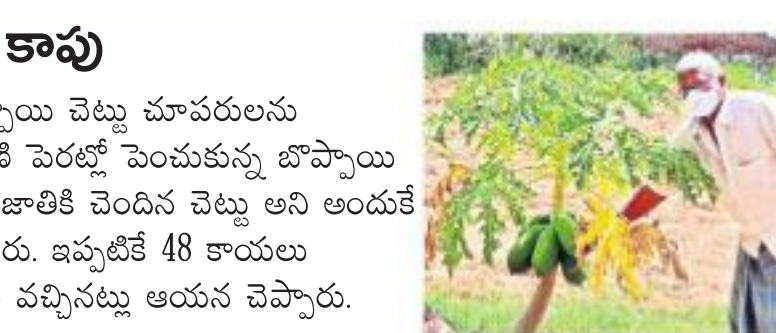 కాపు
చెట్టు చూపరులను
పెరట్లో పెంచుకున్న బొప్పాయి
జాతికి చెందిన చెట్టు అని అందుకే
రు. ఇప్పటికే 48 కాయలు
వచ్చినట్లు ఆయన చెప్పారు.